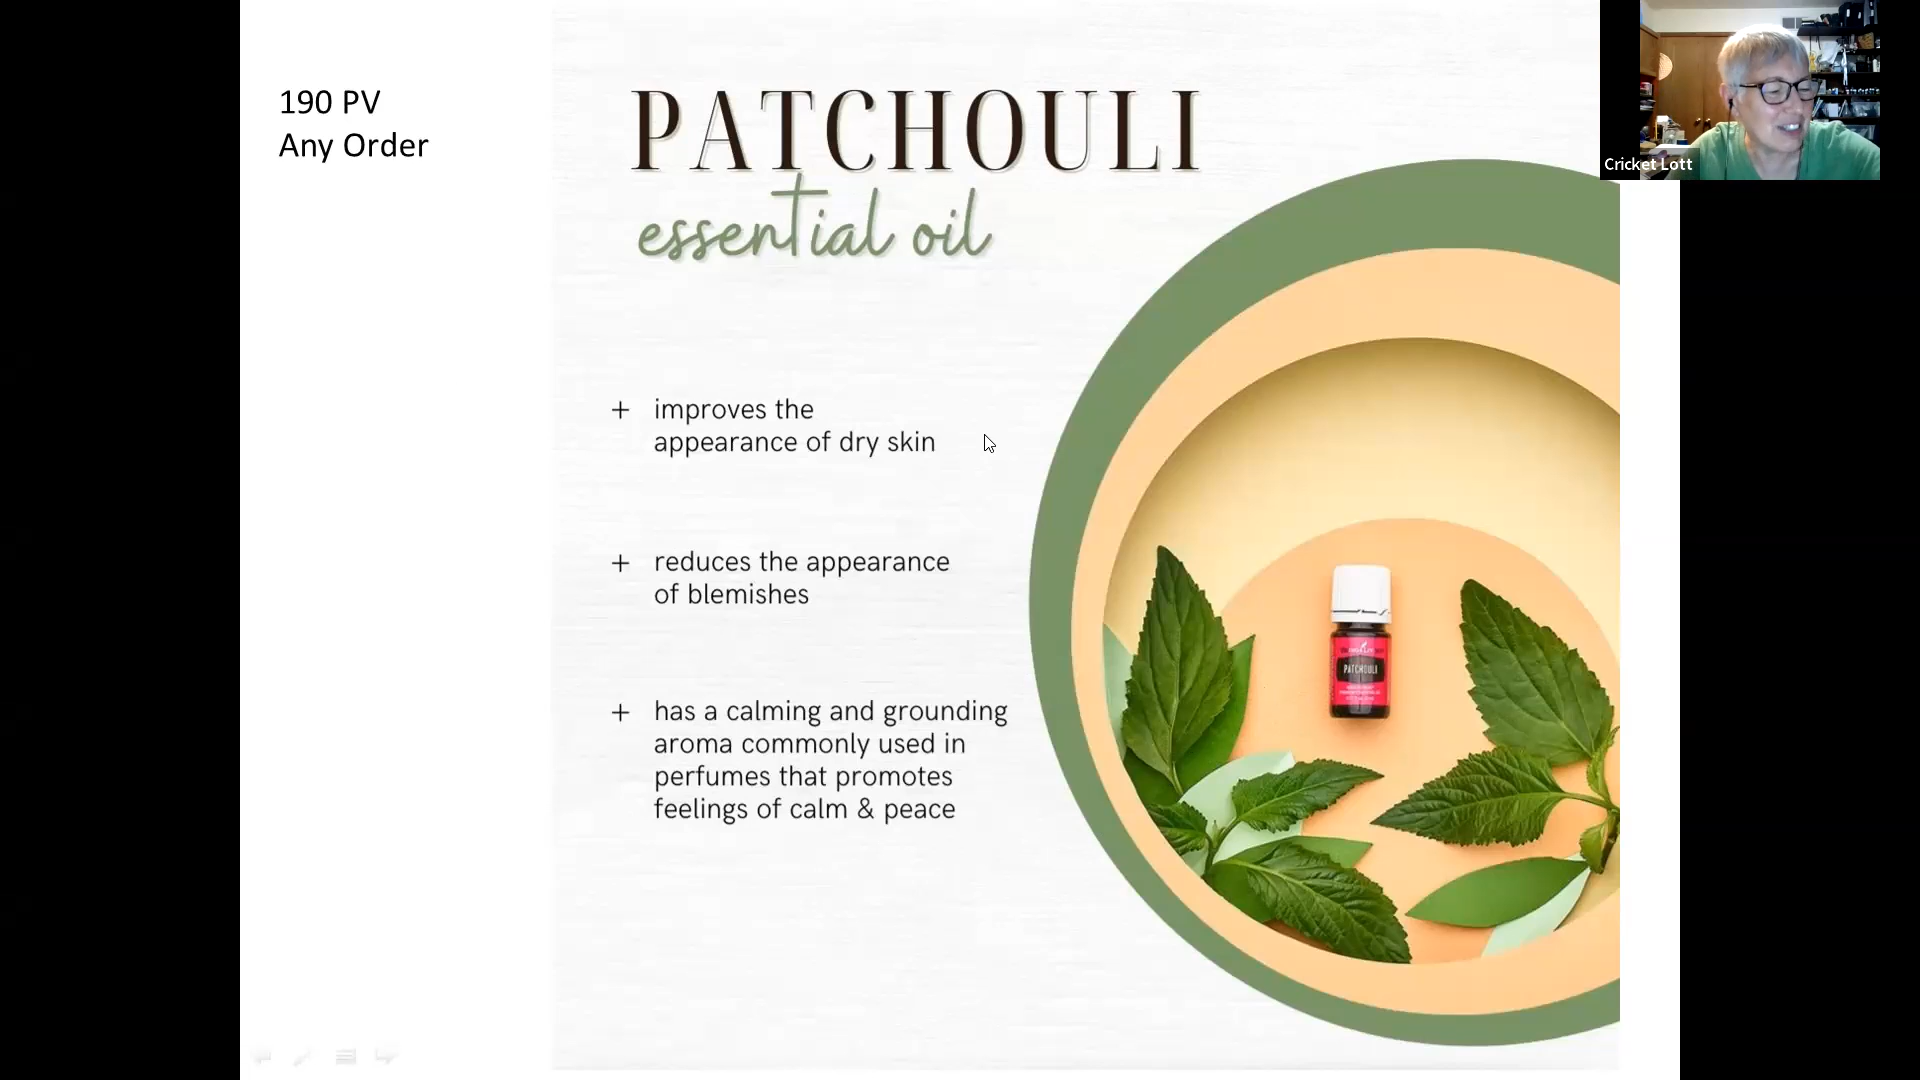 190 PV
Any Order
PATCHOULI
essential oil
+ improves the
appearance of dry skin
+ reduces the appearance
of blemishes
+ has a calming and grounding
aroma commonly used in
perfumes that promotes
feelings of calm & peace
PATCHOULI
Cricket Lott